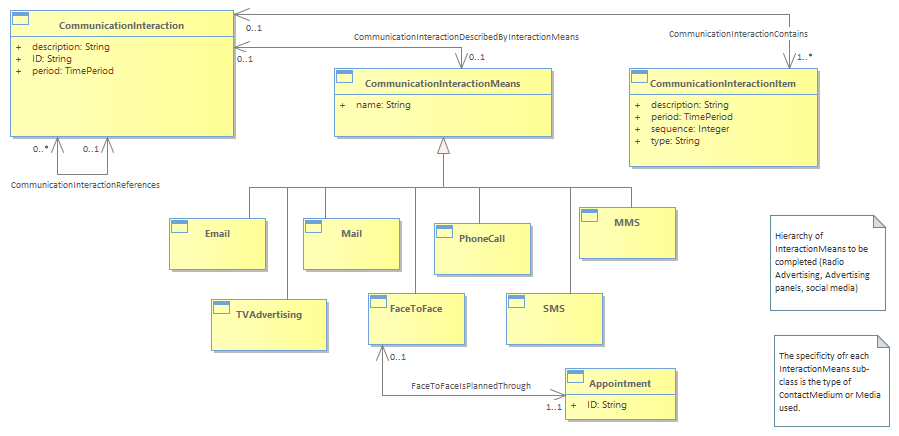 CommunicationInteraction
+ description: String
+ ID: String
+ period: TimePeriod
0..1
0..1
CommunicationInteractionDescribedByInteractionMeans
0..1
CommunicationInteractionContains
1..*
CommunicationInteractionMeans
+ name: String
CommunicationInteractionItem
+ description: String
+ period: TimePeriod
+ sequence: Integer
+ type: String
0..*
0..1
CommunicationInteractionReferences
Email
Mail
PhoneCall
MMS
TVAdvertising
FaceToFace
SMS
0..1
FaceToFaceIsPlannedThrough
1..1
Appointment
+ ID: String
Hierarchy of
InteractionMeans to be
completed (Radio
Advertising, Advertising
panels, social media)
The specificity ofr each
InteractionMeans sub-
class is the type of
ContactMedium or Media
used.